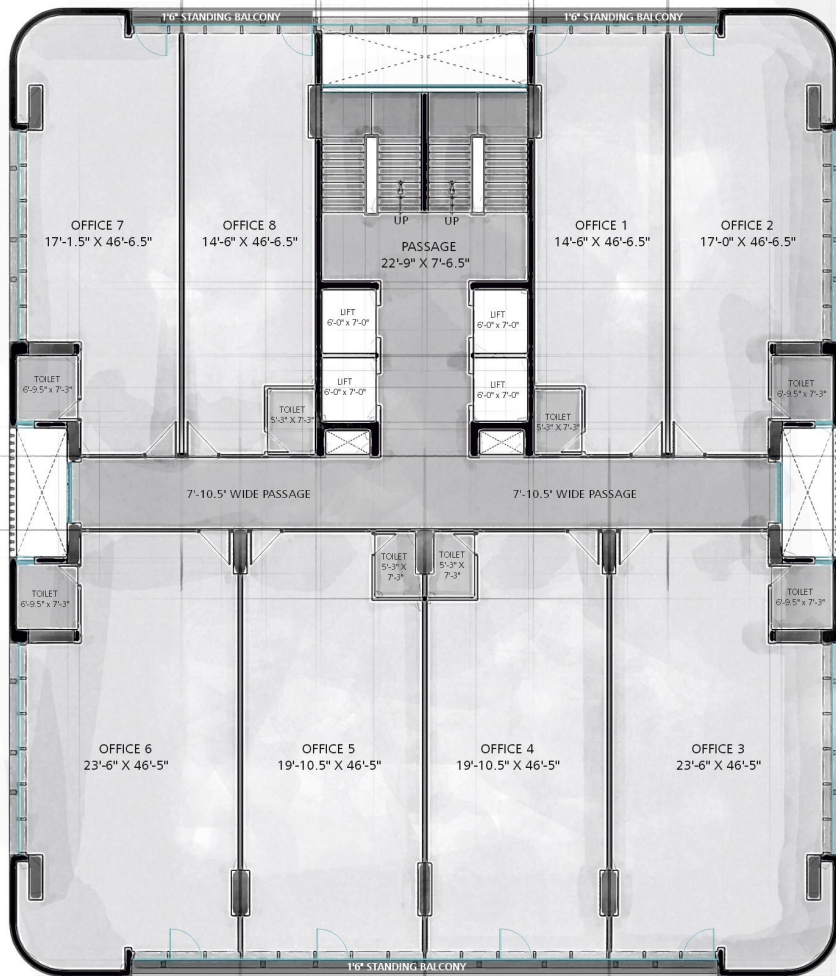 1'6" STANDING BALCONY
1'6" STANDING BALCONY
OFFICE 7
17'-1.5" X 46'-6.5"
OFFICE 8
14'-6" X 46'-6.5"
UP
UP
PASSAGE
22'-9" X 7'-6.5"
OFFICE 1
14'-6" X 46'-6.5"
OFFICE 2
17'-0" X 46'-6.5"
LIFT
6'-0" x 7'-0"
LIFT
6'-0" x 7'-0"
LIFT
6'-0" x 7'-0"
LIFT
6'-0" x 7'-0"
TOILET
6'-9.5" x 7'-3"
TOILET
5'-3" X 7'-3"
TOILET
5'-3" X 7'-3"
TOILET
6'-9.5" x 7'-3"
7'-10.5' WIDE PASSAGE
7'-10.5' WIDE PASSAGE
TOILET
6'-9.5" x 7'-3"
TOILET
5'-3" X
7'-3"
TOILET
5'-3" X
7'-3"
TOILET
6'-9.5" x 7'-3"
OFFICE 6
23'-6" X 46'-5"
OFFICE 5
19'-10.5" X 46'-5"
OFFICE 4
19'-10.5" X 46'-5"
OFFICE 3
23'-6" X 46'-5"
1'6" STANDING BALCONY